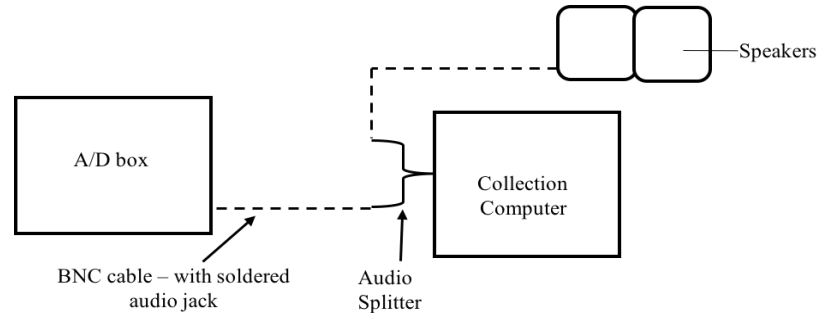 Speakers
A/D box
Collection
Computer
BNC cable – with soldered
audio jack
Audio
Splitter